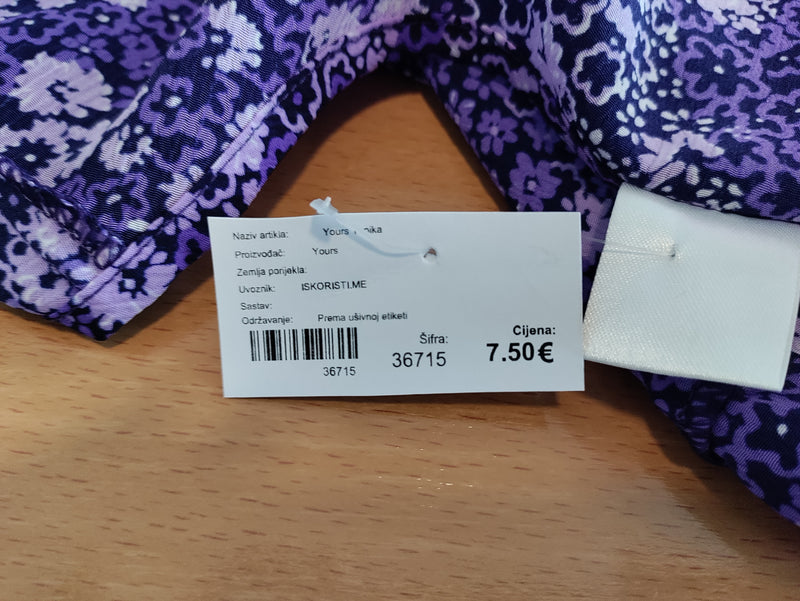 Naziv artikla: Yours
Proizvođač: Yours
Zemlja porijekla:
Uvoznik: ISKORISTI.ME
Sastav:
Održavanje: Prema ušivnoj etiketi
36715
Šifra:
36715
Cijena:
7.50€